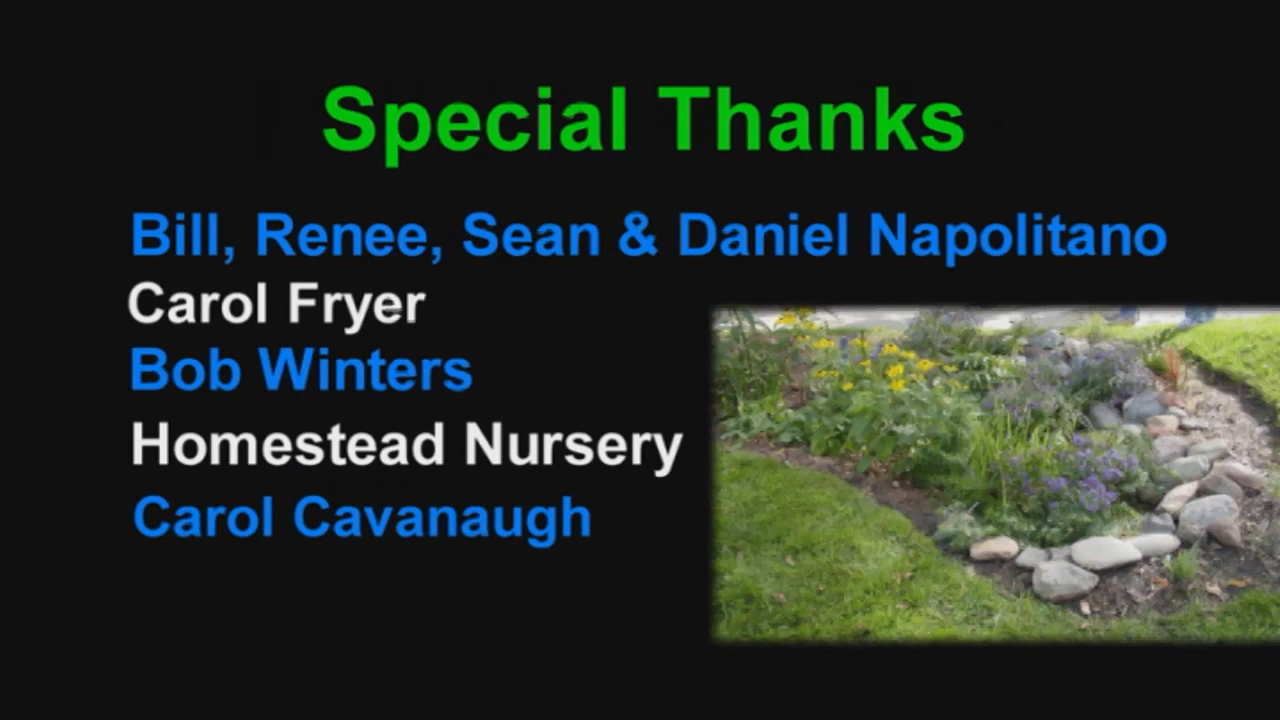 Special Thanks
Bill, Renee, Sean & Daniel Napolitano
Carol Fryer
Bob Winters
Homestead Nursery
Carol Cavanaugh